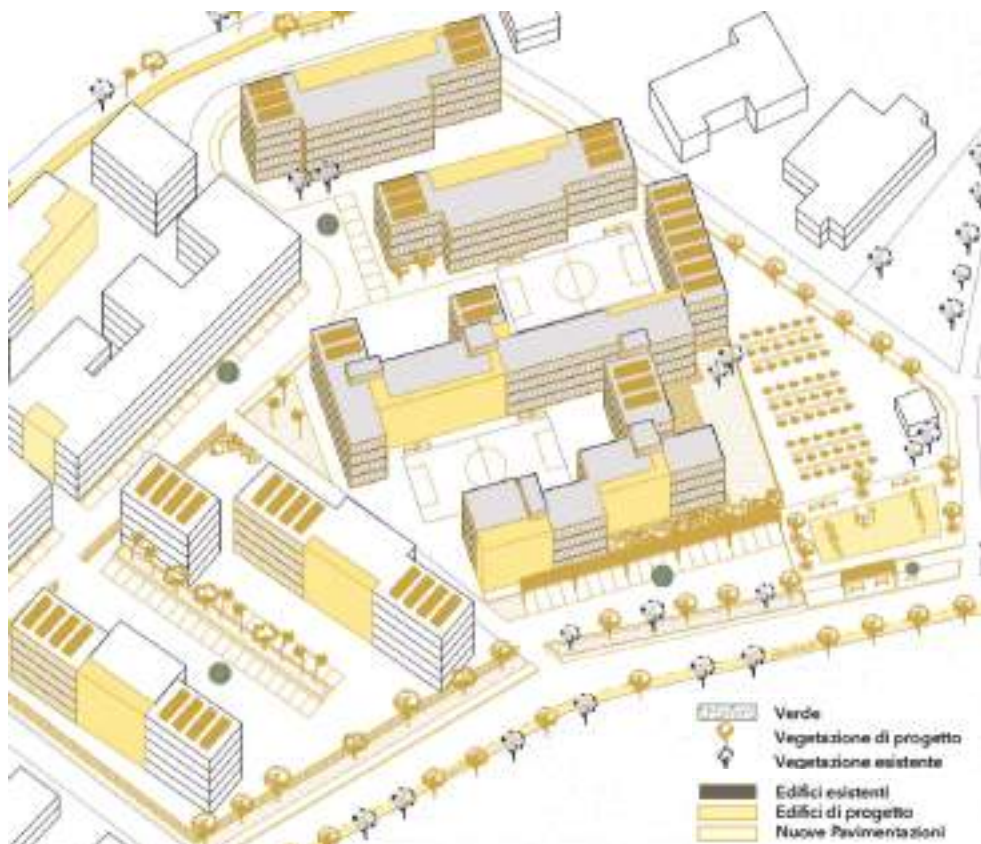 Verde
Vegetazione di progetto
Vegetazione esistente
Edifici esistenti
Edifici di progetto
Nuove Pavimentazioni